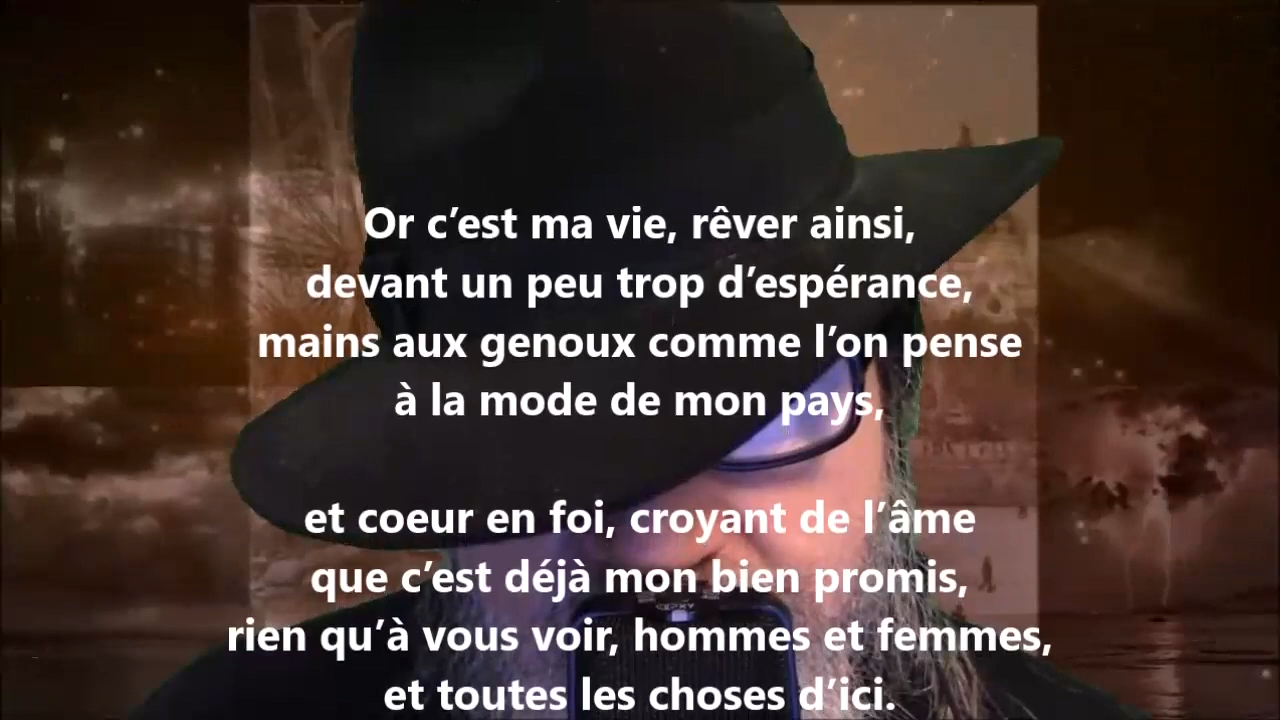 Or c’est ma vie, rêver ainsi,
devant un peu trop d’espérance,
mains aux genoux comme l’on pense
à la mode de mon pays,
et coeur en foi, croyant de l’âme
que c’est déjà mon bien promis,
rien qu’à vous voir, hommes et femmes,
et toutes les choses d’ici.